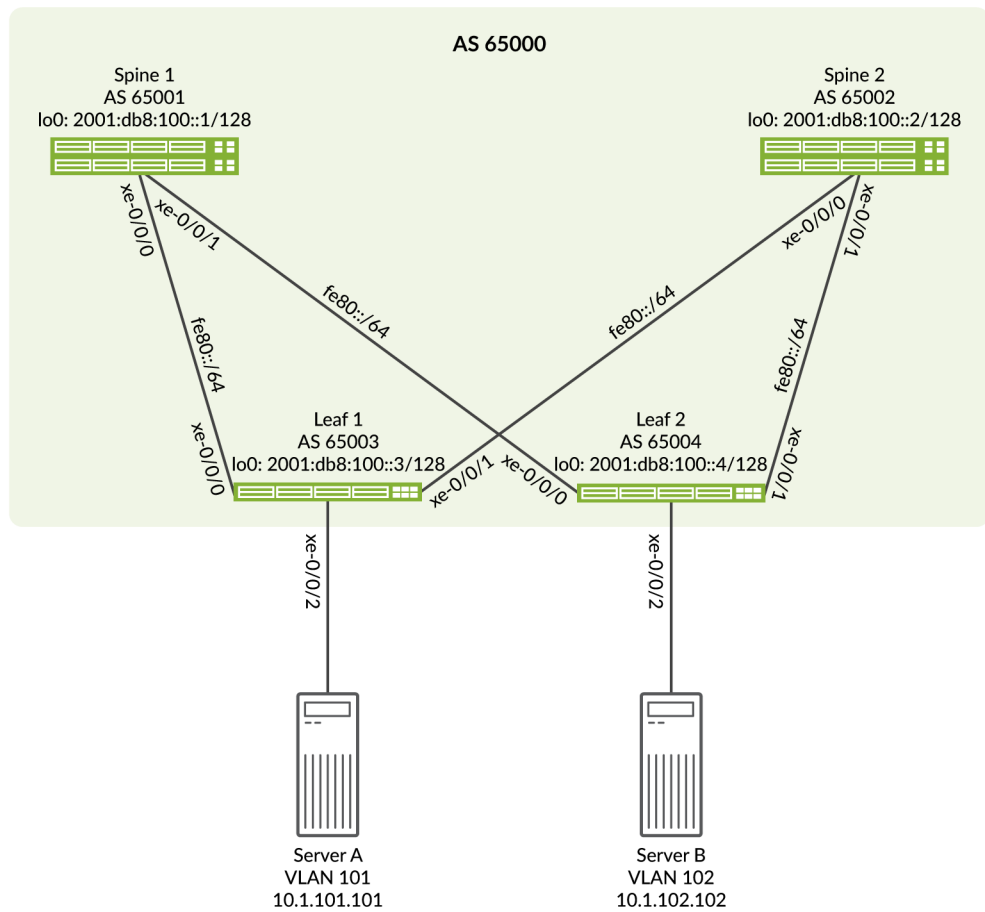 AS 65000
Spine 1
AS 65001
lo0: 2001:db8:100::1/128
Spine 2
AS 65002
lo0: 2001:db8:100::2/128
xe-0/0/0
xe-0/0/1
xe-0/0/0
xe-0/0/1
fe80::/64
fe80::/64
fe80::/64
fe80::/64
Leaf 1
AS 65003
lo0: 2001:db8:100::3/128
Leaf 2
AS 65004
lo0: 2001:db8:100::4/128
xe-0/0/0
xe-0/0/1
xe-0/0/0
xe-0/0/1
xe-0/0/2
xe-0/0/2
Server A
VLAN 101
10.1.101.101
Server B
VLAN 102
10.1.102.102